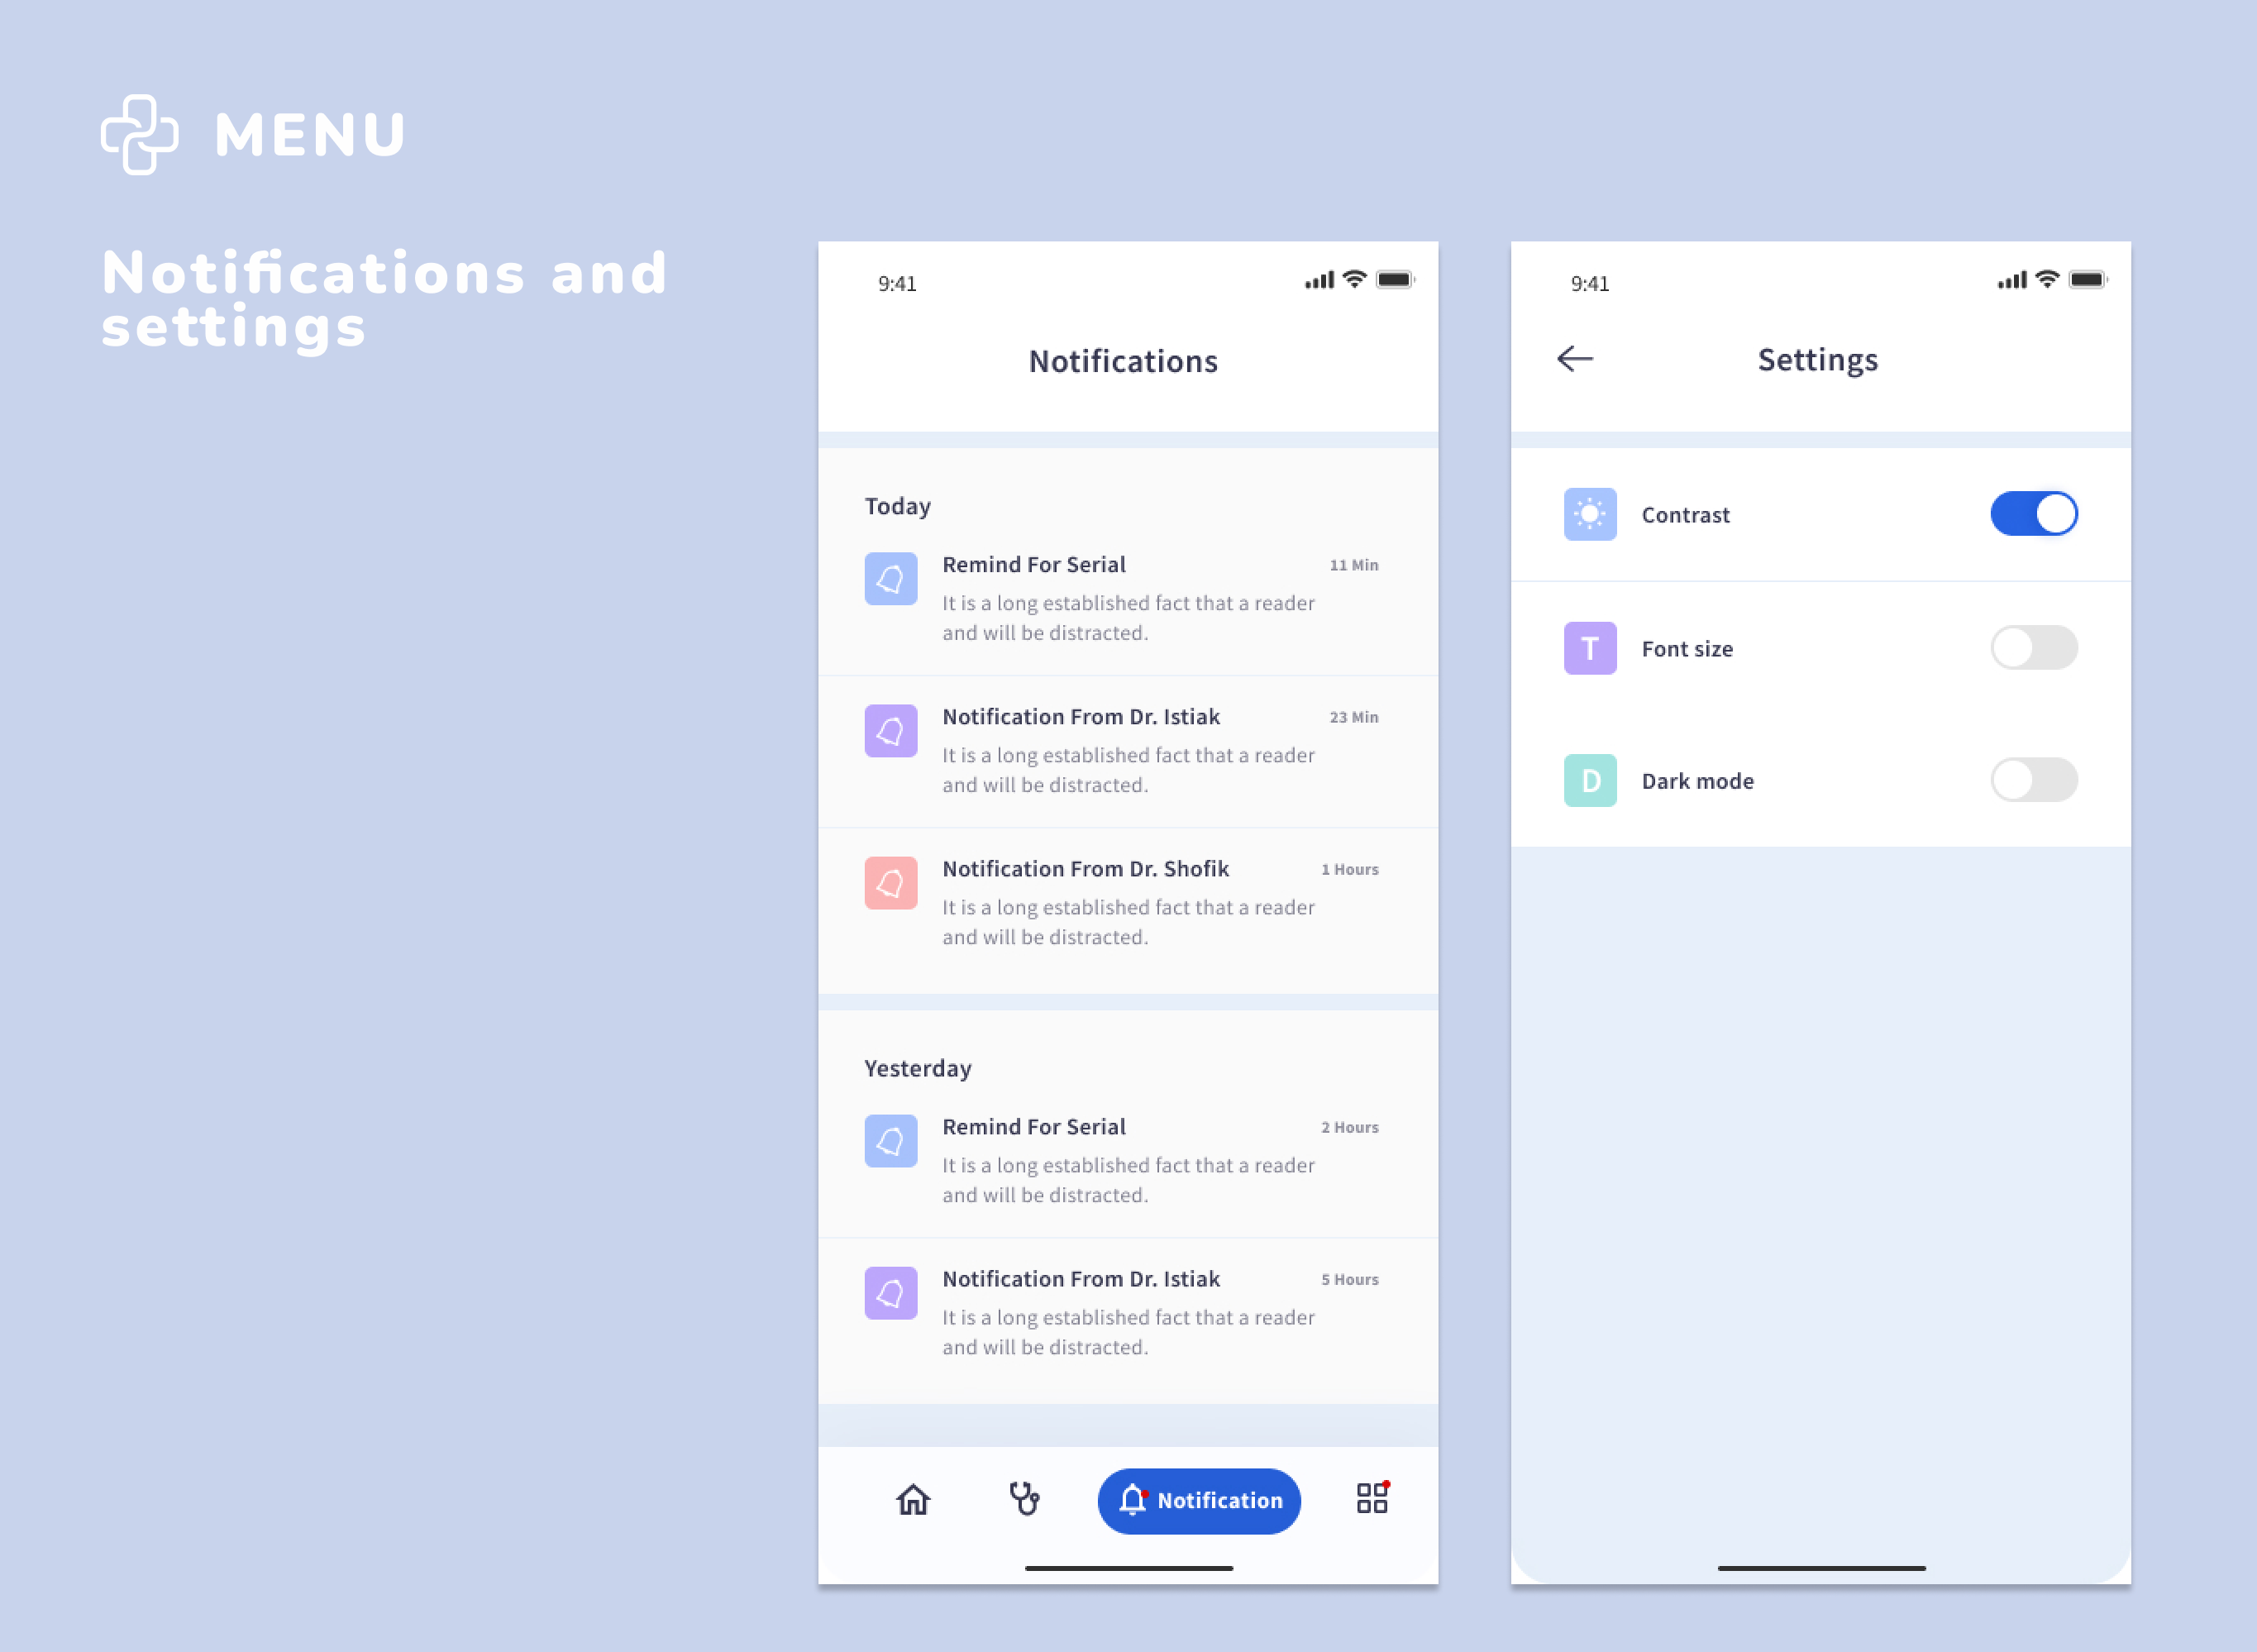 MENU
Notifications and
settings
9:41
Notifications
Today
Remind For Serial
11 Min
It is a long established fact that a reader
and will be distracted.
Notification From Dr. Istiak
23 Min
It is a long established fact that a reader
and will be distracted.
Notification From Dr. Shofik
1 Hours
It is a long established fact that a reader
and will be distracted.
Yesterday
Remind For Serial
2 Hours
It is a long established fact that a reader
and will be distracted.
Notification From Dr. Istiak
5 Hours
It is a long established fact that a reader
and will be distracted.
Notification
9:41
Settings
Contrast
T
Font size
D
Dark mode